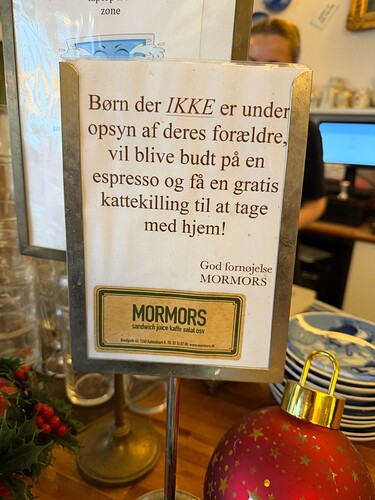 zone
Børn der IKKE er under
opsyn af deres forældre,
vil blive budt på en
espresso og få en gratis
kattekilling til at tage
med hjem!
God fornøjelse
MORMORS
MORMORS
sandwich juice kaffe salat osv